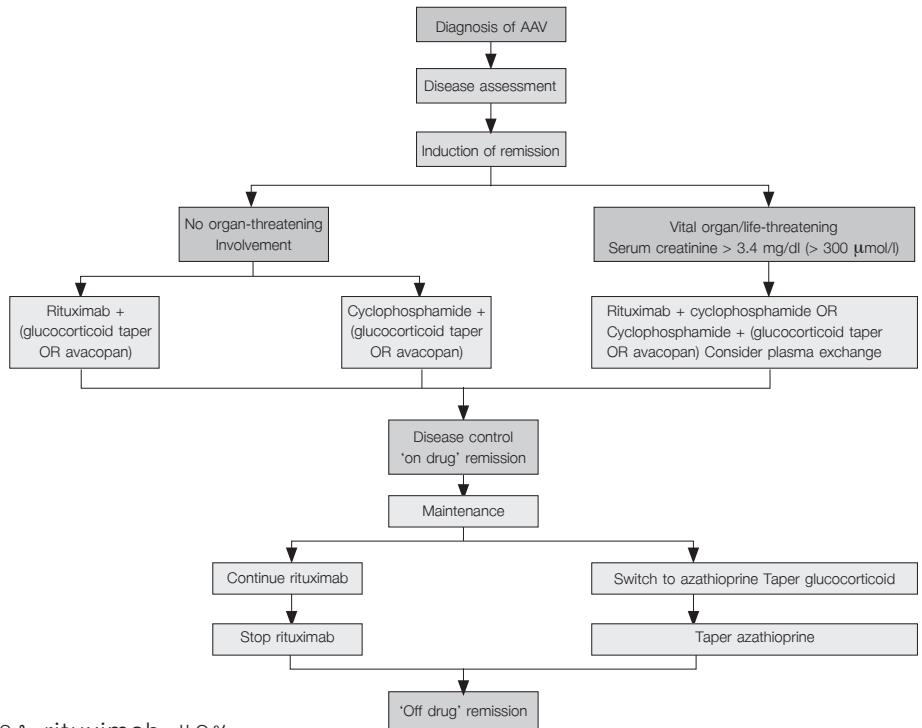 Diagnosis of AAV
Disease assessment
Induction of remission
No organ-threatening
Involvement
Vital organ/life-threatening
Serum creatinine > 3.4 mg/dl (> 300 μmol/l)
Rituximab +
(glucocorticoid taper
OR avacopan)
Cyclophosphamide +
(glucocorticoid taper
OR avacopan)
Rituximab + cyclophosphamide OR
Cyclophosphamide + (glucocorticoid taper
OR avacopan) Consider plasma exchange
Disease control
'on drug' remission
Maintenance
Continue rituximab
Switch to azathioprine Taper glucocorticoid
Stop rituximab
Taper azathioprine
'Off drug' remission
rituximab